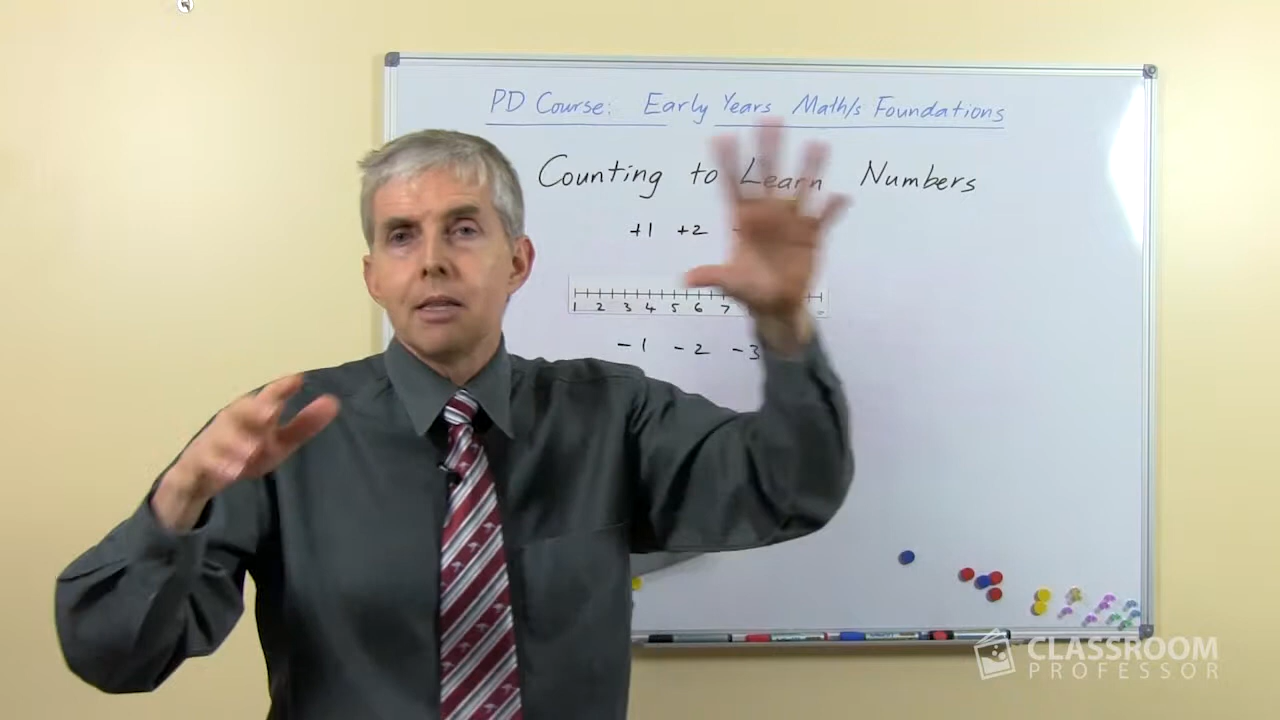 PD Course: Early Years Math/s Foundations
Counting to Learn Numbers
+1 +2
1 2 3 4 5 6 7
-1 -2 -3
CLASSROOM
PROFESSOR